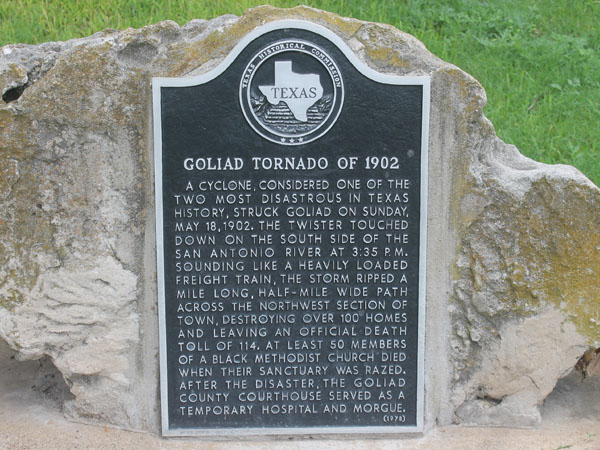 TEXAS HISTORICAL COMMISSION
TEXAS
GOLIAD TORNADO OF 1902
A CYCLONE, CONSIDERED ONE OF THE
TWO MOST DISASTROUS IN TEXAS
HISTORY, STRUCK GOLIAD ON SUNDAY,
MAY 18, 1902. THE TWISTER TOUCHED
DOWN ON THE SOUTH SIDE OF THE
SAN ANTONIO RIVER AT 3:35 P.M.
SOUNDING LIKE A HEAVILY LOADED
FREIGHT TRAIN, THE STORM RIPPED A
MILE LONG, HALF-MILE WIDE PATH
ACROSS THE NORTHWEST SECTION OF
TOWN, DESTROYING OVER 100 HOMES
AND LEAVING AN OFFICIAL DEATH
TOLL OF 114. AT LEAST 50 MEMBERS
OF A BLACK METHODIST CHURCH DIED
WHEN THEIR SANCTUARY WAS RAZED.
AFTER THE DISASTER, THE GOLIAD
COUNTY COURTHOUSE SERVED AS A
TEMPORARY HOSPITAL AND MORGUE.
(1978)